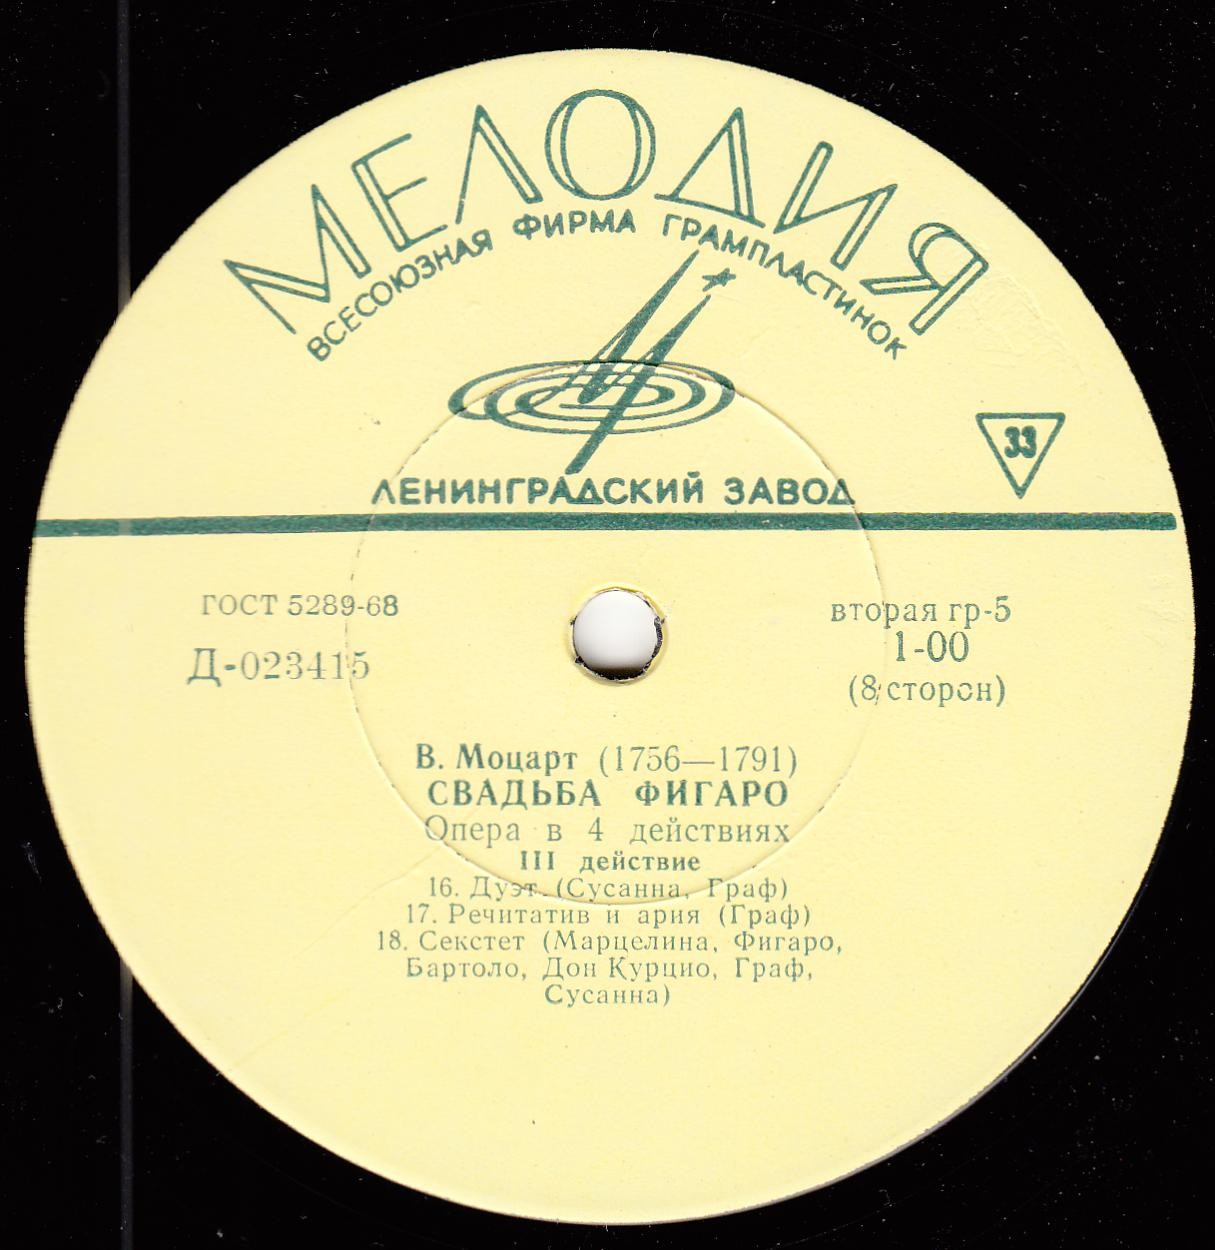 МЕЛОДИЯ
ВСЕСОЮЗНАЯ ФИРМА ГРАМПЛАСТИНОК
33
ЛЕНИНГРАДСКИЙ ЗАВОД
ГОСТ 5289-68
Д-023415
вторая гр-5
1-00
(8 сторон)
В. Моцарт (1756—1791)
СВАДЬБА ФИГАРО
Опера в 4 действиях
III действие
16. Дуэт (Сусанна, Граф)
17. Речитатив и ария (Граф)
18. Секстет (Марцелина, Фигаро,
Бартоло, Дон Курцио, Граф,
Сусанна)